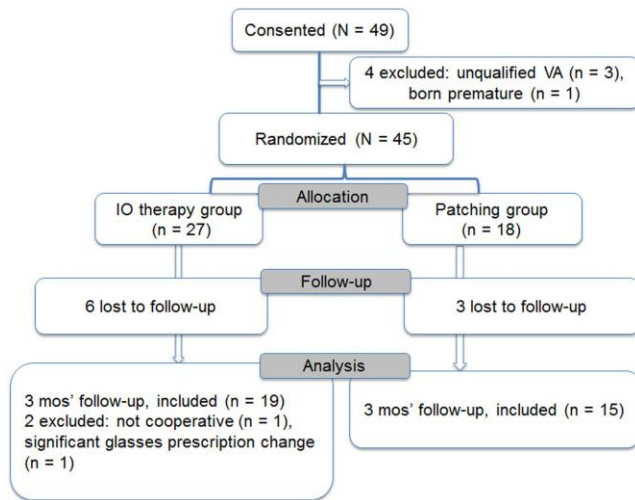 Consented (N = 49)
4 excluded: unqualified VA (n = 3),
born premature (n = 1)
Randomized (N = 45)
Allocation
IO therapy group
(n = 27)
Patching group
(n = 18)
Follow-up
6 lost to follow-up
3 lost to follow-up
Analysis
3 mos’ follow-up, included (n = 19)
2 excluded: not cooperative (n = 1),
significant glasses prescription change
(n = 1)
3 mos’ follow-up, included (n = 15)